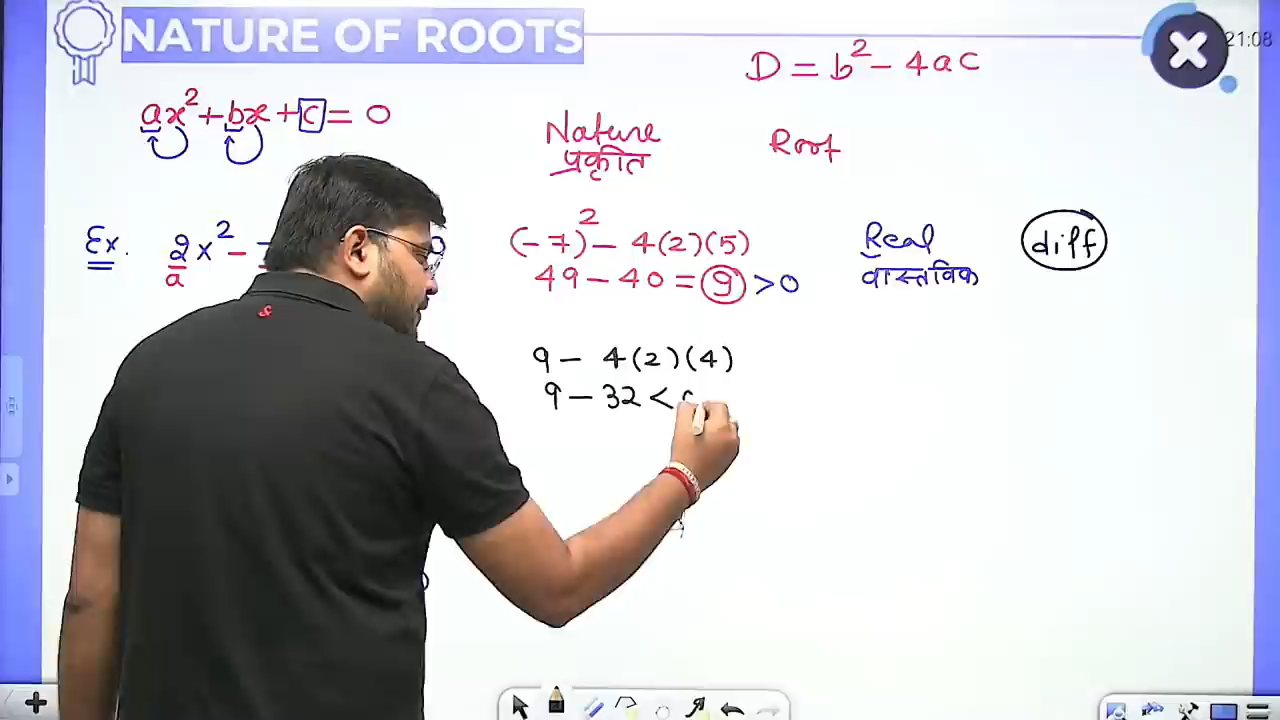 NATURE OF ROOTS
21:08
D = b² - 4ac
ax² + bx + c = 0
Nature Root
प्रकृति
Ex. 2x² -
a
(-7)² - 4(2)(5) Real diff
49 - 40 = 9 > 0 वास्तविक
9 - 4(2)(4)
9 - 32 <